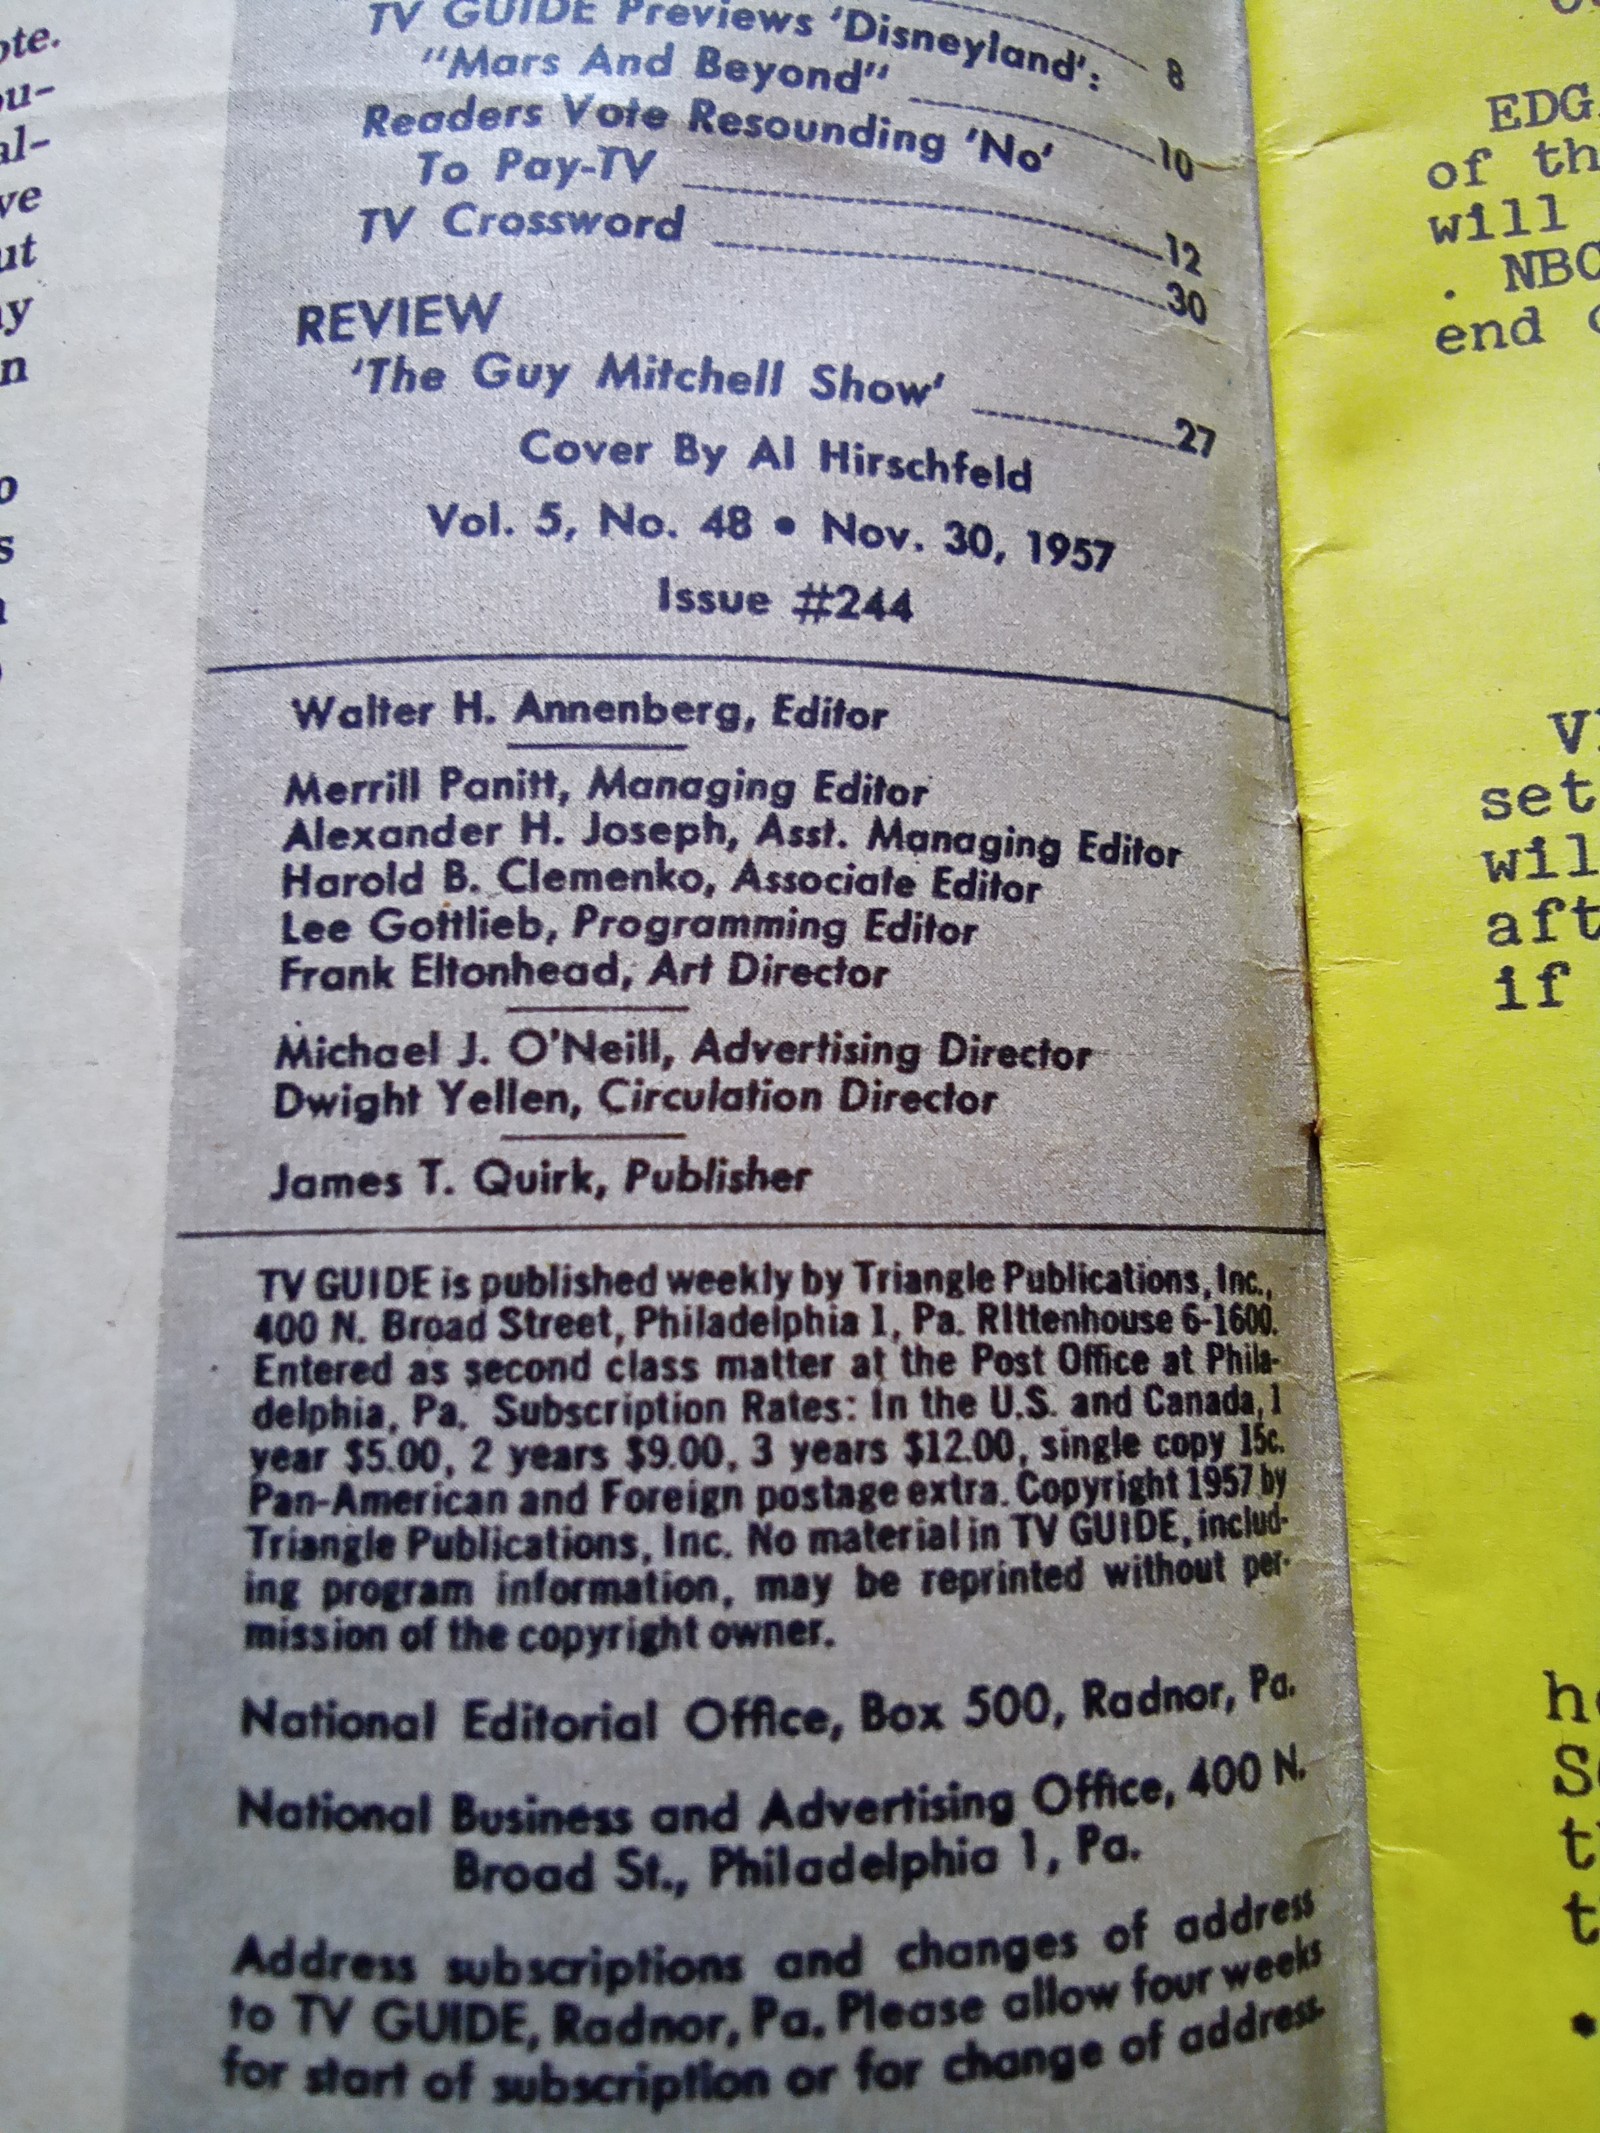 ote.
ou-
al-
ve
ut
ay
n
o
s
TV GUIDE Previews 'Disneyland':
"Mars And Beyond" 10
8
Readers Vote Resounding 'No'
To Pay-TV 12
TV Crossword 30
REVIEW
'The Guy Mitchell Show' 27
Cover By Al Hirschfeld
Vol. 5, No. 48 • Nov. 30, 1957
Issue #244
Walter H. Annenberg, Editor
Merrill Panitt, Managing Editor
Alexander H. Joseph, Asst. Managing Editor
Harold B. Clemenko, Associate Editor
Lee Gottlieb, Programming Editor
Frank Eltonhead, Art Director
Michael J. O'Neill, Advertising Director
Dwight Yellen, Circulation Director
James T. Quirk, Publisher
TV GUIDE is published weekly by Triangle Publications, Inc.,
400 N. Broad Street, Philadelphia 1, Pa. RIttenhouse 6-1600.
Entered as second class matter at the Post Office at Phila-
delphia, Pa. Subscription Rates: In the U.S. and Canada, 1
year $5.00, 2 years $9.00, 3 years $12.00, single copy 15c.
Pan-American and Foreign postage extra. Copyright 1957 by
Triangle Publications, Inc. No material in TV GUIDE, includ-
ing program information, may be reprinted without per-
mission of the copyright owner.
National Editorial Office, Box 500, Radnor, Pa.
National Business and Advertising Office, 400 N.
Broad St., Philadelphia 1, Pa.
Address subscriptions and changes of address
to TV GUIDE, Radnor, Pa. Please allow four weeks
for start of subscription or for change of address.
EDG
of th
will
. NBC
end
set
wil
aft
if